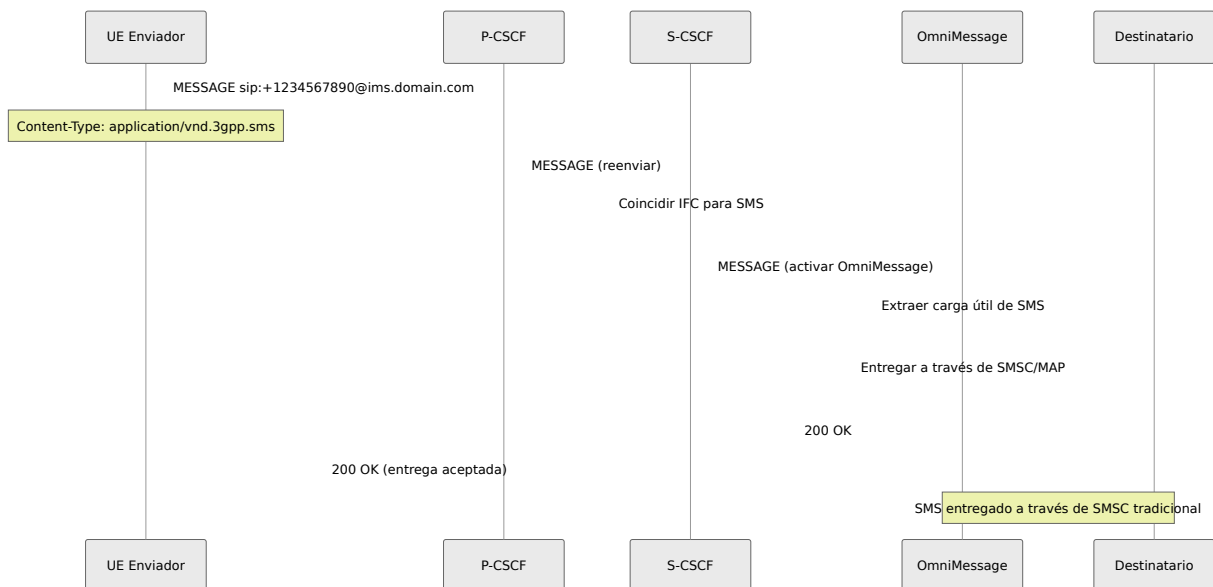 UE Enviador
P-CSCF
S-CSCF
OmniMessage
Destinatario
MESSAGE sip:+1234567890@ims.domain.com
Content-Type: application/vnd.3gpp.sms
MESSAGE (reenviar)
Coincidir IFC para SMS
MESSAGE (activar OmniMessage)
Extraer carga útil de SMS
Entregar a través de SMSC/MAP
200 OK
200 OK (entrega aceptada)
SMS entregado a través de SMSC tradicional
UE Enviador
P-CSCF
S-CSCF
OmniMessage
Destinatario